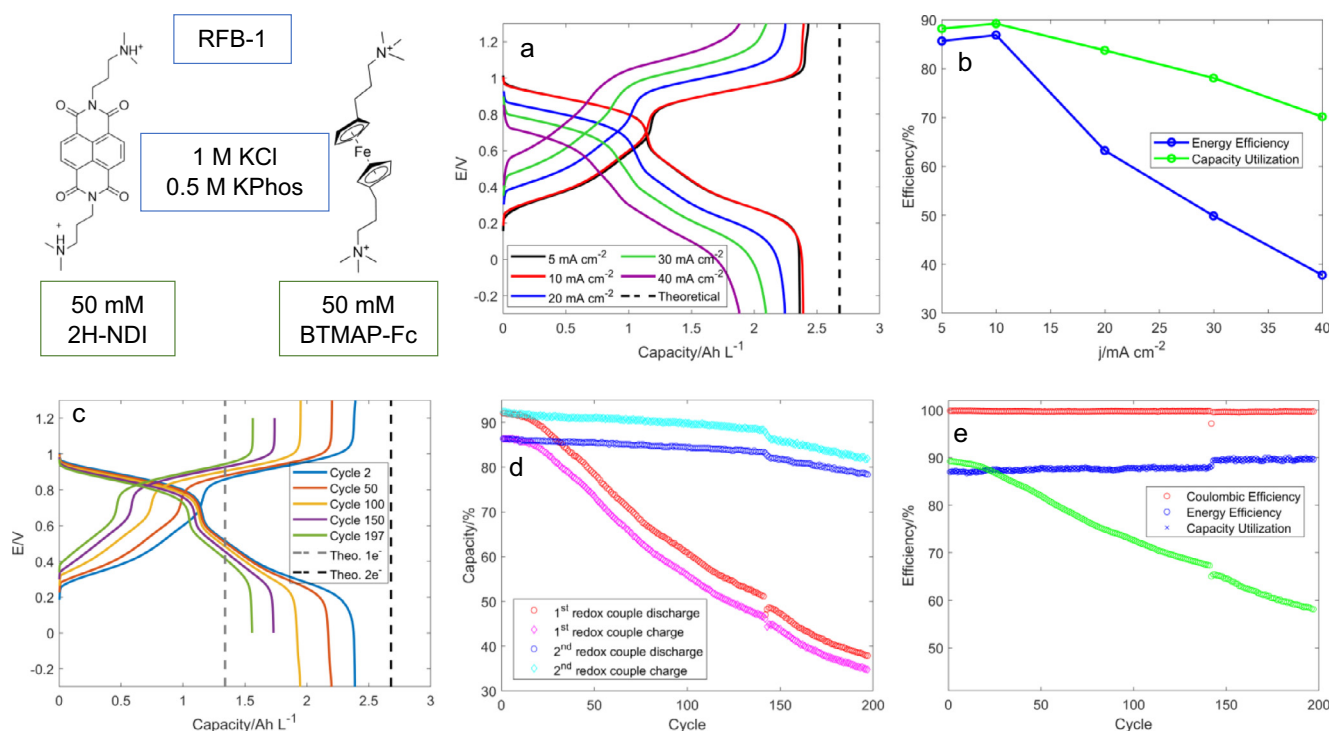 RFB-1
1 M KCl
0.5 M KPhos
50 mM
2H-NDI
50 mM
BTMAP-Fc
NH⁺
O
N
O
O
N
O
H
N
+
N⁺
Fe
N⁺
a
E/V
1.2
1
0.8
0.6
0.4
0.2
0
-0.2
5 mA cm⁻²
10 mA cm⁻²
20 mA cm⁻²
30 mA cm⁻²
40 mA cm⁻²
Theoretical
0 0.5 1 1.5 2 2.5 3
Capacity/Ah L⁻¹
b
Efficiency/%
90
80
70
60
50
40
30
Energy Efficiency
Capacity Utilization
5 10 20 30 40
j/mA cm⁻²
c
E/V
1.2
1
0.8
0.6
0.4
0.2
0
-0.2
Cycle 2
Cycle 50
Cycle 100
Cycle 150
Cycle 197
Theo. 1e⁻
Theo. 2e⁻
0 0.5 1 1.5 2 2.5 3
Capacity/Ah L⁻¹
d
Capacity/%
90
80
70
60
50
40
30
1ˢᵗ redox couple discharge
1ˢᵗ redox couple charge
2ⁿᵈ redox couple discharge
2ⁿᵈ redox couple charge
0 50 100 150 200
Cycle
e
Efficiency/%
100
90
80
70
60
50
Coulombic Efficiency
Energy Efficiency
Capacity Utilization
0 50 100 150 200
Cycle